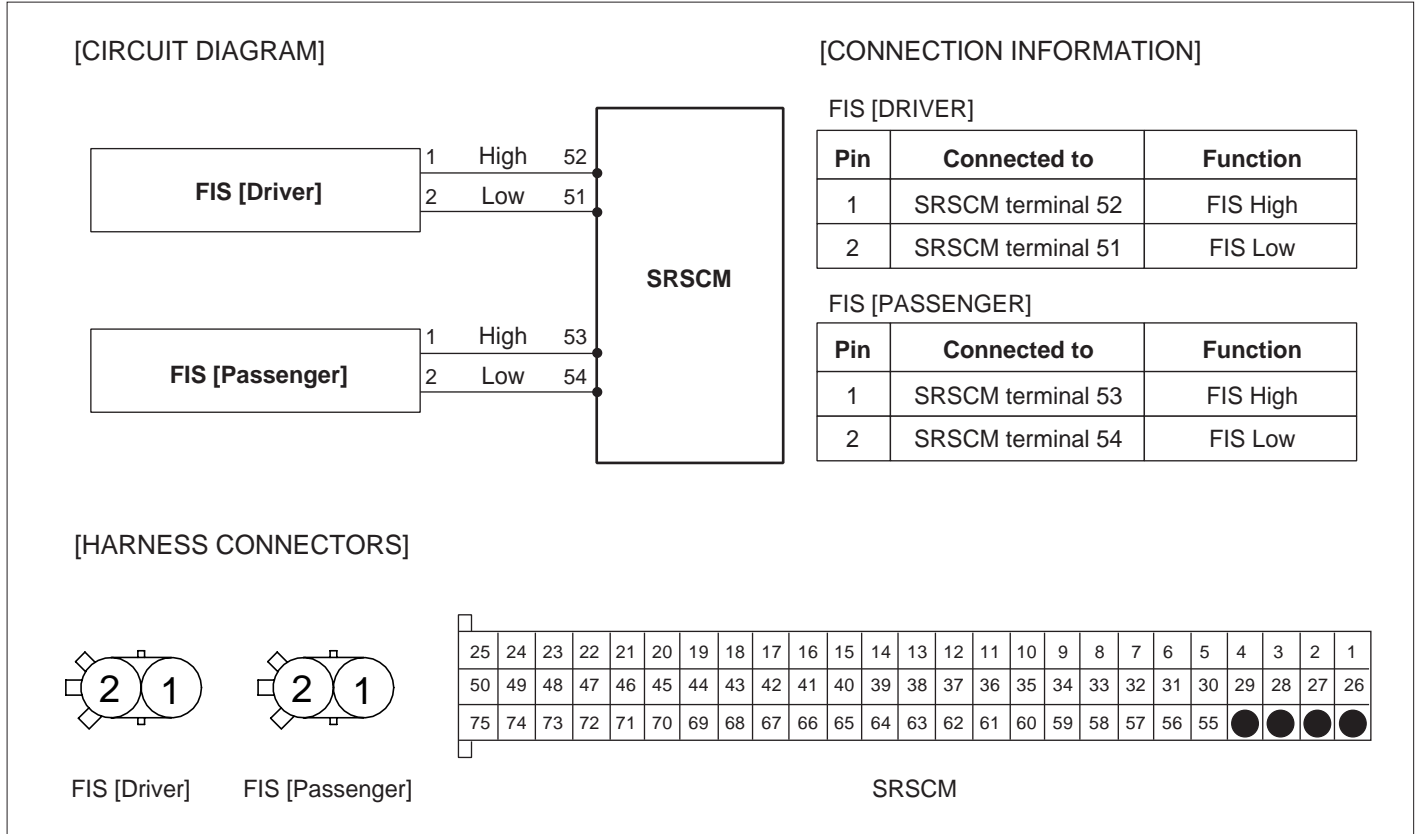 [CIRCUIT DIAGRAM]
FIS [Driver]
1 High 52
2 Low 51
FIS [Passenger]
1 High 53
2 Low 54
SRSCM
[CONNECTION INFORMATION]
FIS [DRIVER]
Pin Connected to Function
1 SRSCM terminal 52 FIS High
2 SRSCM terminal 51 FIS Low
FIS [PASSENGER]
Pin Connected to Function
1 SRSCM terminal 53 FIS High
2 SRSCM terminal 54 FIS Low
[HARNESS CONNECTORS]
2 1
FIS [Driver]
2 1
FIS [Passenger]
25 24 23 22 21 20 19 18 17 16 15 14 13 12 11 10 9 8 7 6 5 4 3 2 1
50 49 48 47 46 45 44 43 42 41 40 39 38 37 36 35 34 33 32 31 30 29 28 27 26
75 74 73 72 71 70 69 68 67 66 65 64 63 62 61 60 59 58 57 56 55
SRSCM